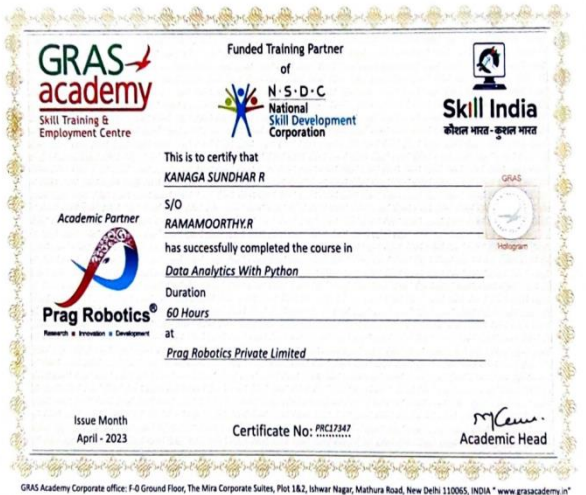 GRAS
academy
Skill Training &
Employment Centre
Funded Training Partner
of
N·S·D·C
National
Skill Development
Corporation
Skill India
कौशल भारत - कुशल भारत
This is to certify that
KANAGA SUNDHAR R
S/O
RAMAMOORTHY.R
has successfully completed the course in
Data Analytics With Python
Duration
60 Hours
at
Prag Robotics Private Limited
GRAS
Hologram
Academic Partner
Prag Robotics®
Research Innovation Development
Issue Month
April - 2023
Certificate No: PRC17347
Academic Head
GRAS Academy Corporate office: F-0 Ground Floor, The Mira Corporate Suites, Plot 1&2, Ishwar Nagar, Mathura Road, New Delhi 110065, INDIA * www.grasacademy.in"